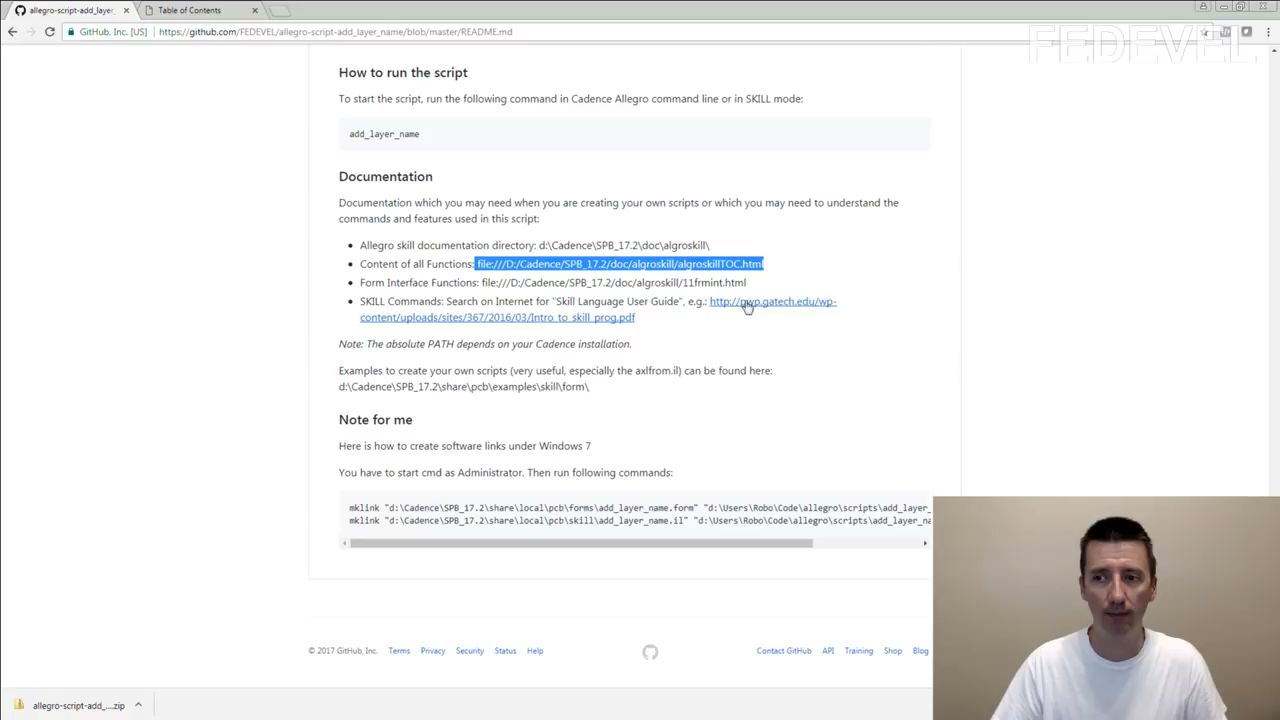 allegro-script-add_layer_
Table of Contents
GitHub, Inc. [US]
https://github.com/FEDEVEL/allegro-script-add_layer_name/blob/master/README.md
FEDEVEL
How to run the script
To start the script, run the following command in Cadence Allegro command line or in SKILL mode:
add_layer_name
Documentation
Documentation which you may need when you are creating your own scripts or which you may need to understand the
commands and features used in this script:
Allegro skill documentation directory: d:\Cadence\SPB_17.2\doc\algroskill\
Content of all Functions: file:///D:/Cadence/SPB_17.2/doc/algroskill/algroskillTOC.html
Form Interface Functions: file:///D:/Cadence/SPB_17.2/doc/algroskill/11frmint.html
SKILL Commands: Search on Internet for "Skill Language User Guide", e.g.:
content/uploads/sites/367/2016/03/Intro_to_skill_prog.pdf
Note: The absolute PATH depends on your Cadence installation.
Examples to create your own scripts (very useful, especially the axlfrom.il) can be found here:
d:\Cadence\SPB_17.2\share\pcb\examples\skill\form\
Note for me
Here is how to create software links under Windows 7
You have to start cmd as Administrator. Then run following commands:
mklink "d:\Cadence\SPB_17.2\share\local\pcb\forms\add_layer_name.form" "d:\Users\Robo\Code\allegro\scripts\add_layer_
mklink "d:\Cadence\SPB_17.2\share\local\pcb\skill\add_layer_name.il" "d:\Users\Robo\Code\allegro\scripts\add_layer_na
© 2017 GitHub, Inc. Terms Privacy Security Status Help Contact GitHub API Training Shop Blog
allegro-script-add_....zip